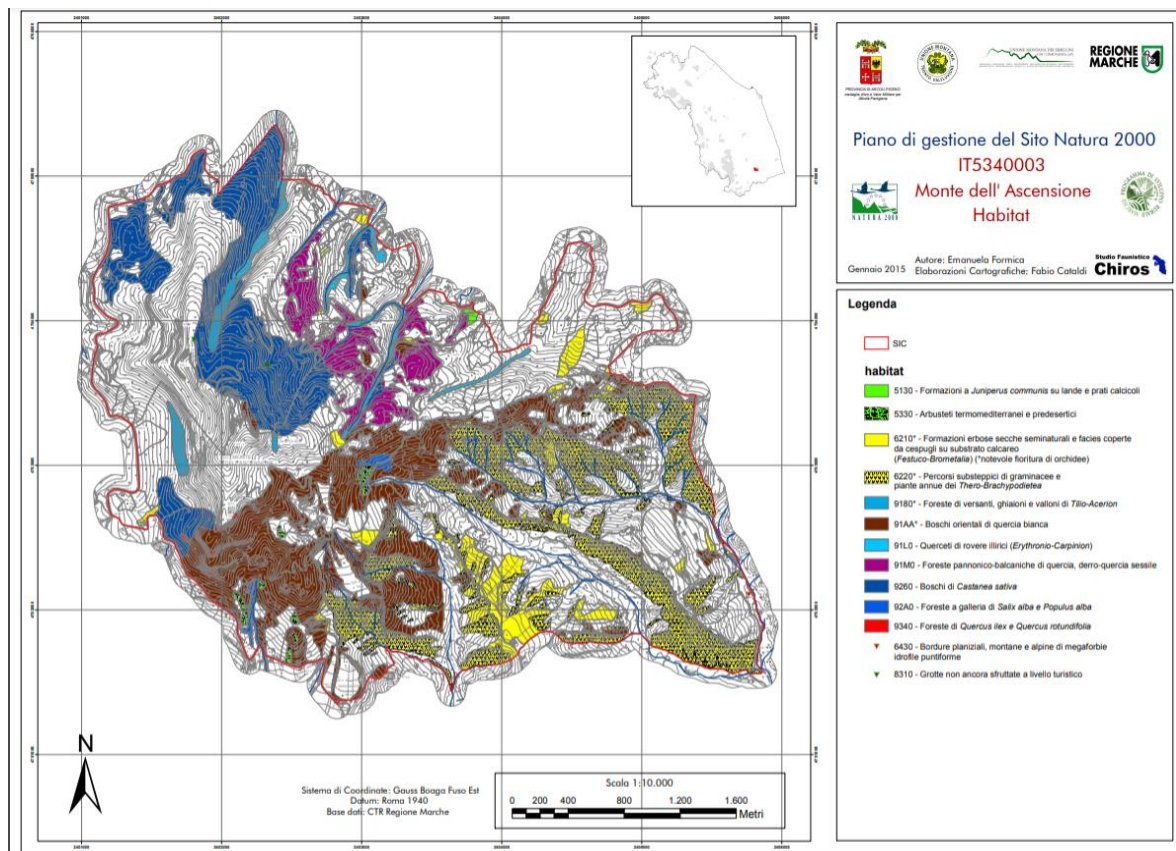 PROVINCIA DI ASCOLI PICENO
REGIONE
MARCHE
Piano di gestione del Sito Natura 2000
IT5340003
Monte dell' Ascensione
Habitat
NATURA 2000
Gennaio 2015
Autore: Emanuela Formica
Elaborazioni Cartografiche: Fabio Cataldi
Studio Faunistico
Chiros
Legenda
SIC
habitat
5130 - Formazioni a Juniperus communis su lande e prati calcicoli
5330 - Arbusteti termomediterranei e predesertici
6210* - Formazioni erbose secche seminaturali e facies coperte
da cespugli su substrato calcareo
(Festuco-Brometalia) (*notevole fioritura di orchidee)
6220* - Percorsi substeppici di graminacee e
piante annue dei Thero-Brachypodietea
9180* - Foreste di versanti, ghiaioni e valloni di Tilio-Acerion
91AA* - Boschi orientali di quercia bianca
91L0 - Querceti di rovere illirici (Erythronio-Carpinion)
91M0 - Foreste pannonico-balcaniche di quercia, derro-quercia sessile
9260 - Boschi di Castanea sativa
92A0 - Foreste a galleria di Salix alba e Populus alba
9340 - Foreste di Quercus ilex e Quercus rotundifolia
6430 - Bordure planiziali, montane e alpine di megaforbie
idrofile puntiforme
8310 - Grotte non ancora sfruttate a livello turistico
N
Sistema di Coordinate: Gauss Boaga Fuso Est
Datum: Roma 1940
Base dati: CTR Regione Marche
Scala 1:10.000
0 200 400 800 1.200 1.600
Metri